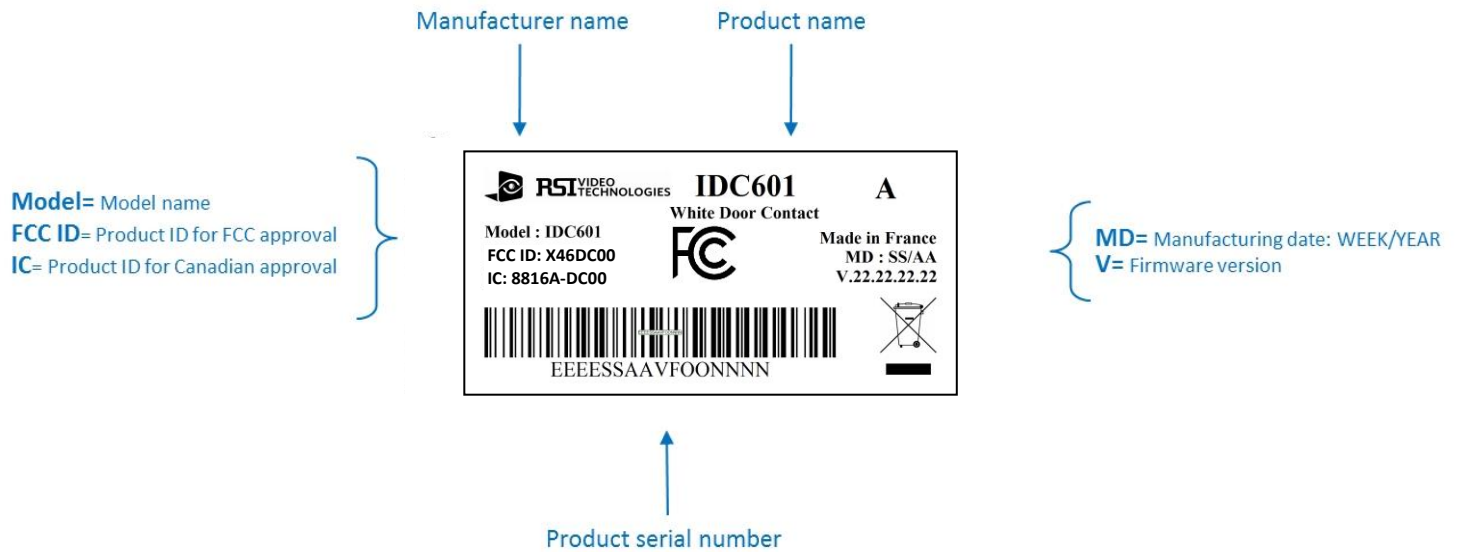 Manufacturer name
Product name
Model= Model name
FCC ID= Product ID for FCC approval
IC= Product ID for Canadian approval
RSI VIDEO TECHNOLOGIES
IDC601
A
White Door Contact
Model : IDC601
FCC ID: X46DC00
IC: 8816A-DC00
FC
Made in France
MD : SS/AA
V.22.22.22.22
EEEESSAAVFOONNNN
MD= Manufacturing date: WEEK/YEAR
V= Firmware version
Product serial number